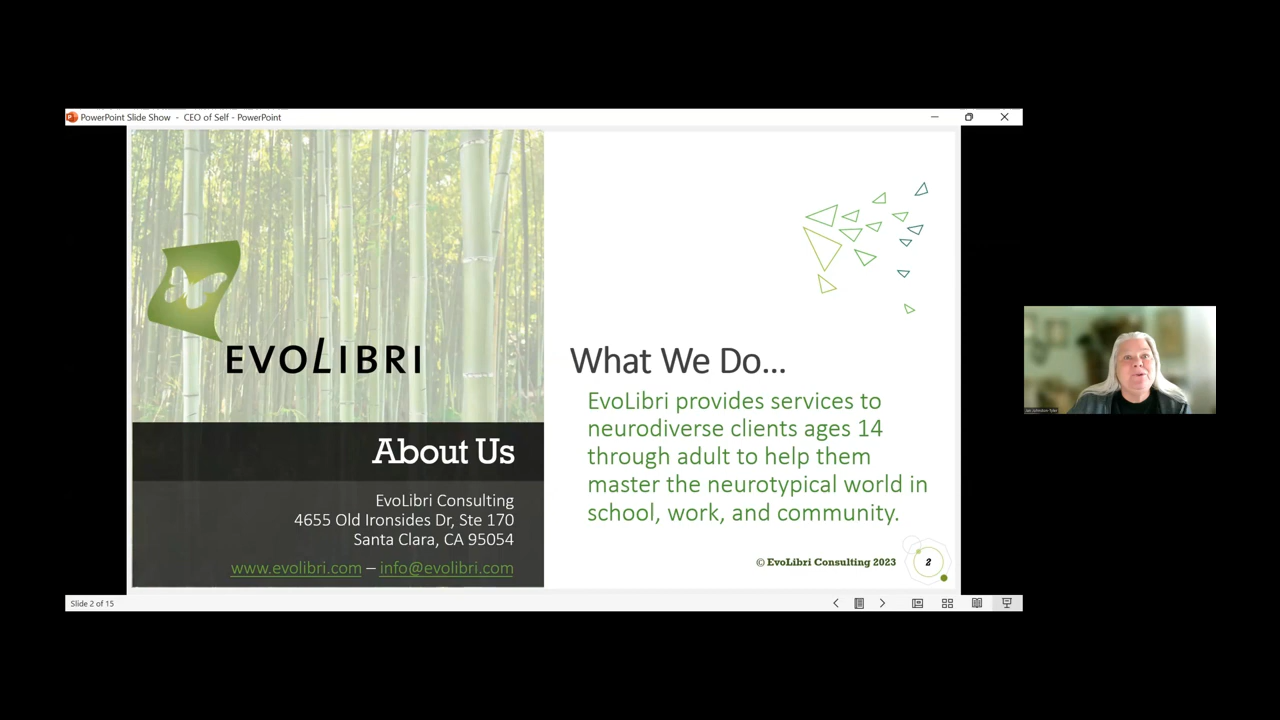 PowerPoint Slide Show - CEO of Self - PowerPoint
EVOLIBRI
About Us
EvoLibri Consulting
4655 Old Ironsides Dr, Ste 170
Santa Clara, CA 95054
www.evolibri.com – info@evolibri.com
What We Do...
EvoLibri provides services to
neurodiverse clients ages 14
through adult to help them
master the neurotypical world in
school, work, and community.
© EvoLibri Consulting 2023
2
Slide 2 of 15